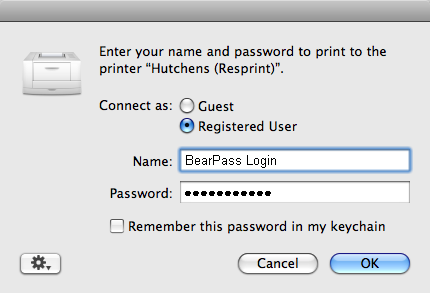 Enter your name and password to print to the
printer “Hutchens (Resprint)”.
Connect as: Guest
Registered User
Name: BearPass Login
Password: •••••••••••
Remember this password in my keychain
Cancel OK